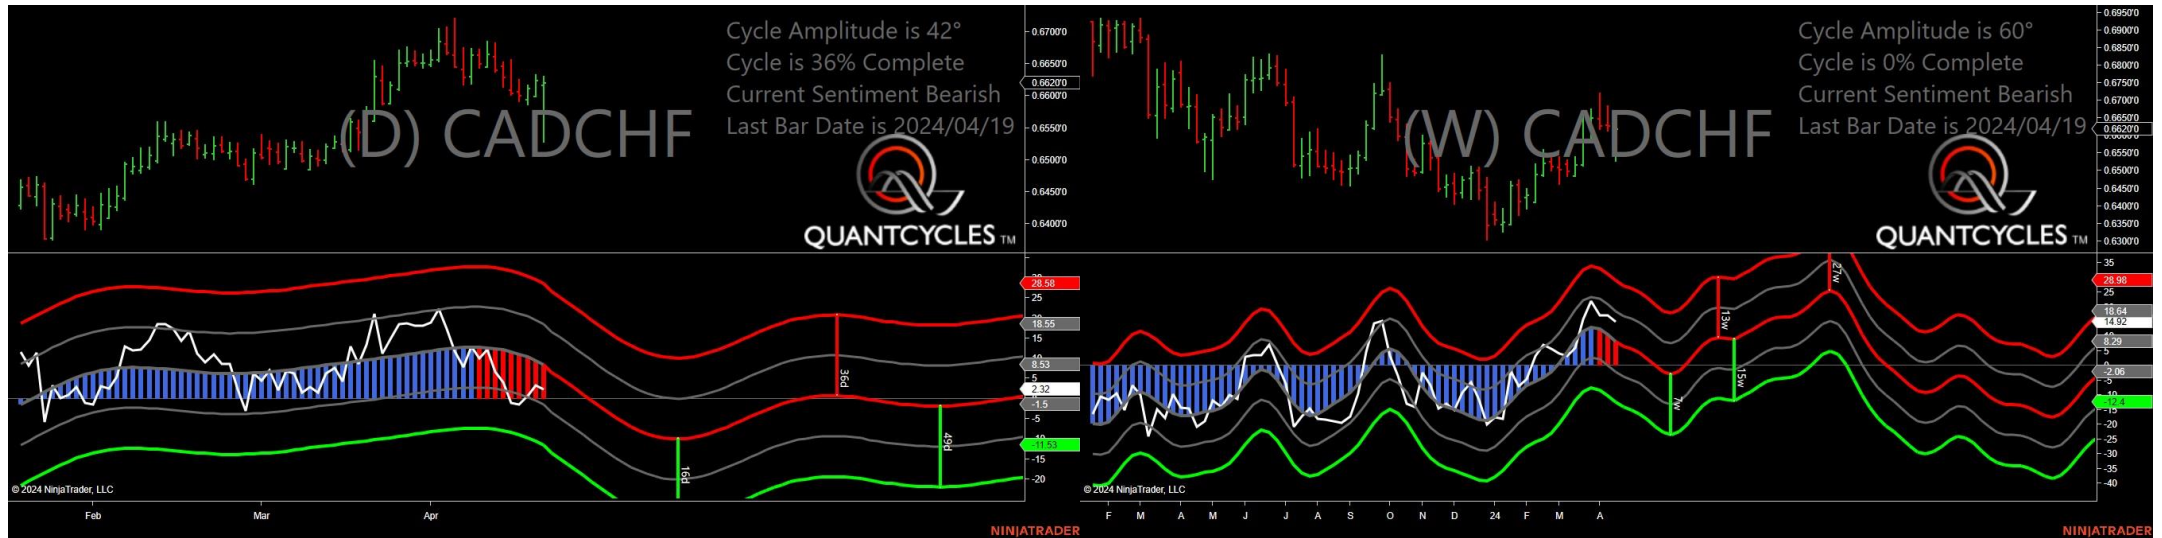 Cycle Amplitude is 42°
Cycle is 36% Complete
Current Sentiment Bearish
Last Bar Date is 2024/04/19
(D) CADCHF
QUANTCYCLES TM
0.6700'0
0.6650'0
0.6620'0
0.6600'0
0.6550'0
0.6500'0
0.6450'0
0.6400'0
28.58
25
18.55
8.53
5
2.32
-1.5
-5
-11.53
-15
-20
16d
36d
49d
© 2024 NinjaTrader, LLC
Feb Mar Apr
NINJATRADER
Cycle Amplitude is 60°
Cycle is 0% Complete
Current Sentiment Bearish
Last Bar Date is 2024/04/19
(W) CADCHF
QUANTCYCLES TM
0.6950'0
0.6900'0
0.6850'0
0.6800'0
0.6750'0
0.6700'0
0.6650'0
0.6620'0
0.6550'0
0.6500'0
0.6450'0
0.6400'0
0.6350'0
0.6300'0
35
28.98
25
18.64
14.92
8.29
5
-2.06
-5
-12.4
-15
-20
-25
-30
-35
-40
7w
13w
15w
27w
© 2024 NinjaTrader, LLC
F M A M J J A S O N D 24 F M A
NINJATRADER